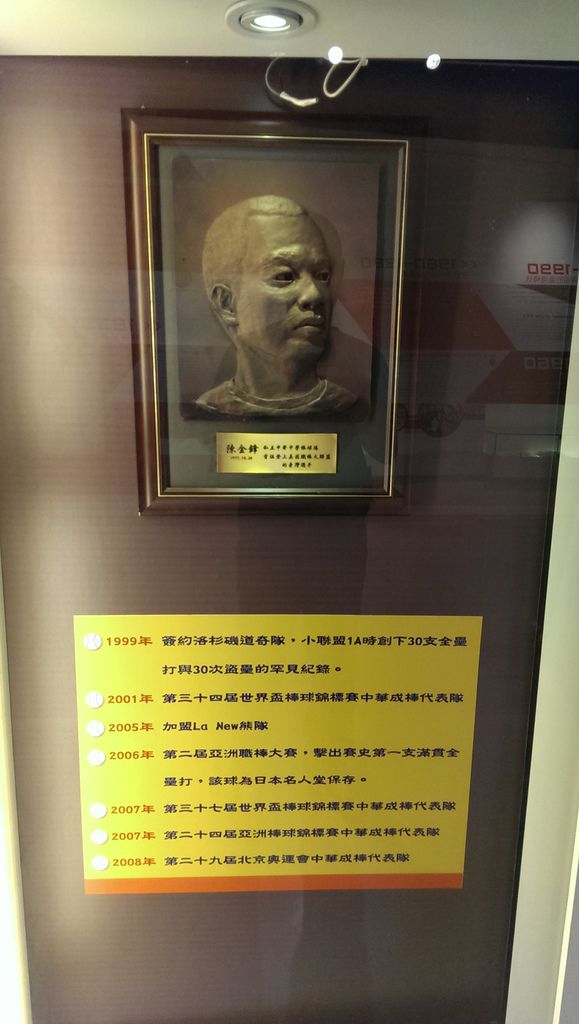 陳金鋒
1999年 簽約洛杉磯道奇隊，小聯盟1A時創下30支全壘
打與30次盜壘的罕見紀錄。
2001年 第三十四屆世界盃棒球錦標賽中華成棒代表隊
2005年 加盟La New熊隊
2006年 第二屆亞洲職棒大賽，擊出賽史第一支滿貫全
壘打，該球為日本名人堂保存。
2007年 第三十七屆世界盃棒球錦標賽中華成棒代表隊
2007年 第二十四屆亞洲棒球錦標賽中華成棒代表隊
2008年 第二十九屆北京奧運會中華成棒代表隊